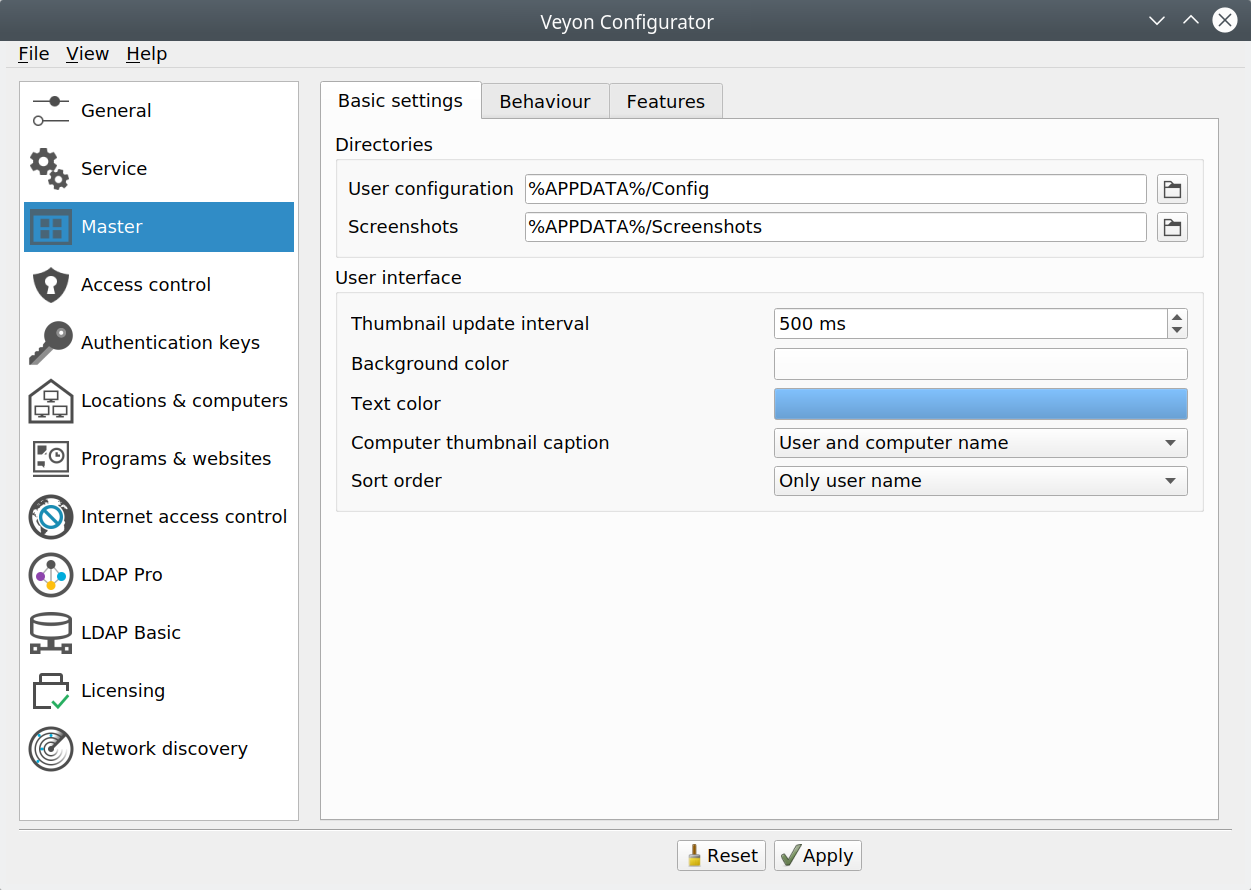 Veyon Configurator
File View Help
General
Service
Master
Access control
Authentication keys
Locations & computers
Programs & websites
Internet access control
LDAP Pro
LDAP Basic
Licensing
Network discovery
Basic settings Behaviour Features
Directories
User configuration %APPDATA%/Config
Screenshots %APPDATA%/Screenshots
User interface
Thumbnail update interval 500 ms
Background color
Text color
Computer thumbnail caption User and computer name
Sort order Only user name
Reset Apply